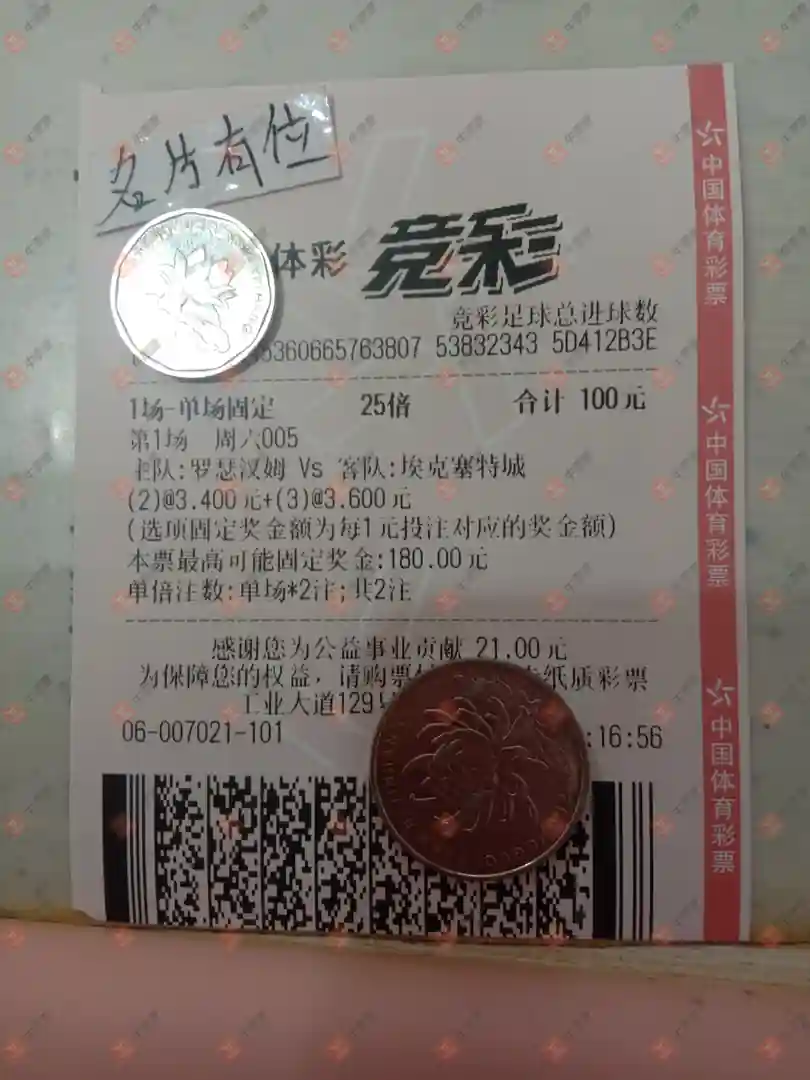 名片有位
体彩 竞彩
竞彩足球总进球数
5360665763807 53832343 5D412B3E
1场-单场固定 25倍 合计 100元
第1场 周六005
主队:罗瑟汉姆 Vs 客队:埃克塞特城
(2)@3.400元+(3)@3.600元
(选项固定奖金额为每1元投注对应的奖金额)
本票最高可能固定奖金:180.00元
单倍注数:单场*2注;共2注
感谢您为公益事业贡献 21.00元
为保障您的权益，请购票 纸质彩票
工业大道129
06-007021-101 :16:56
中国体育彩票
中国体育彩票
中国体育彩票